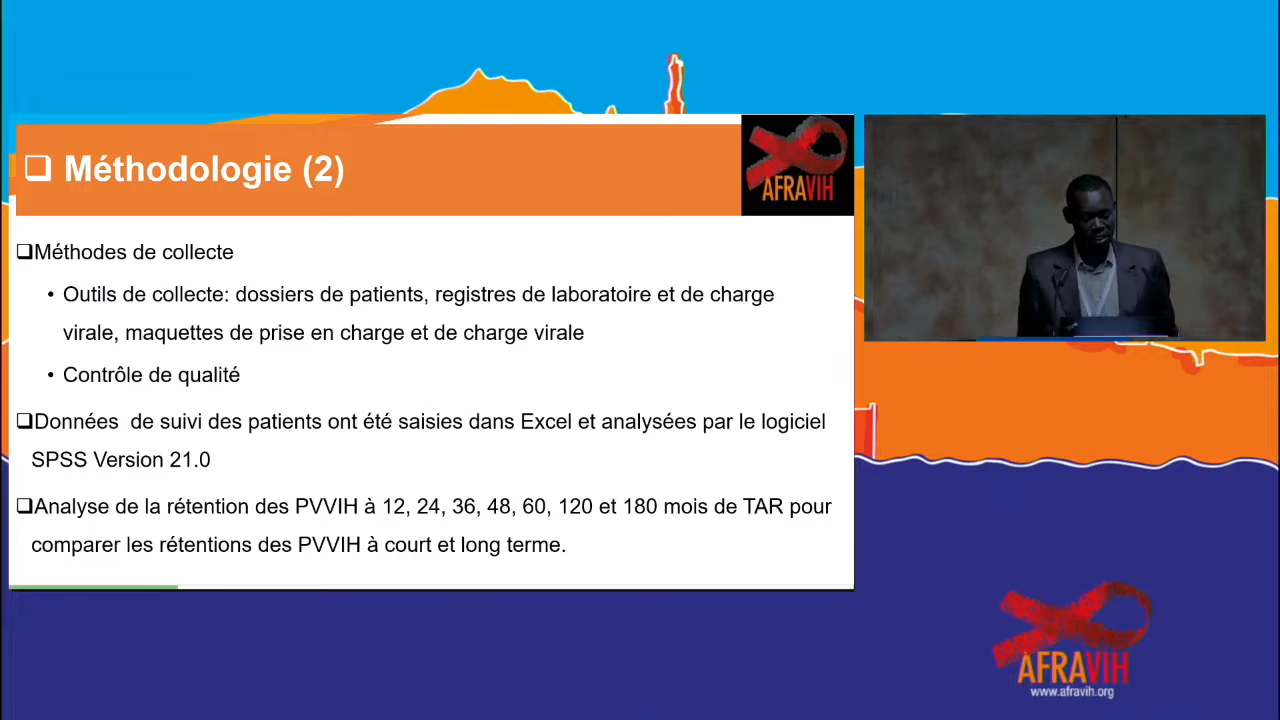 ❑ Méthodologie (2)
AFRAVIH
❑Méthodes de collecte
• Outils de collecte: dossiers de patients, registres de laboratoire et de charge
virale, maquettes de prise en charge et de charge virale
• Contrôle de qualité
❑Données  de suivi des patients ont été saisies dans Excel et analysées par le logiciel
SPSS Version 21.0
❑Analyse de la rétention des PVVIH à 12, 24, 36, 48, 60, 120 et 180 mois de TAR pour
comparer les rétentions des PVVIH à court et long terme.
AFRAVIH
www.afravih.org